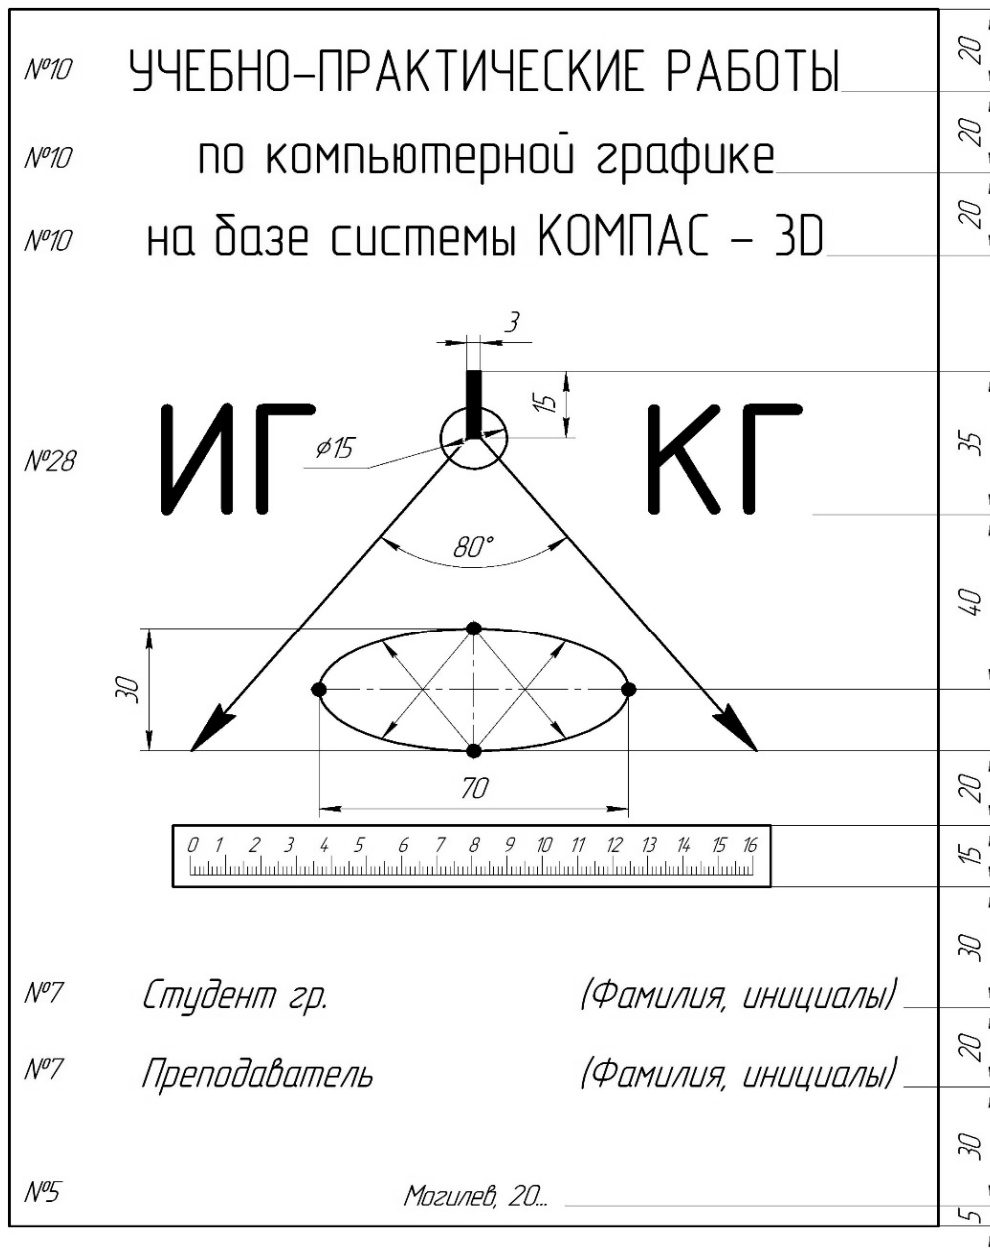 №10 УЧЕБНО-ПРАКТИЧЕСКИЕ РАБОТЫ 20
№10 по компьютерной графике 20
№10 на базе системы КОМПАС - 3D 20
3
15
№28 ИГ ⌀15 КГ 35
80°
40
30
70
20
0 1 2 3 4 5 6 7 8 9 10 11 12 13 14 15 16
15
30
№7 Студент гр. (Фамилия, инициалы)
20
№7 Преподаватель (Фамилия, инициалы)
30
№5 Могилев, 20...
5